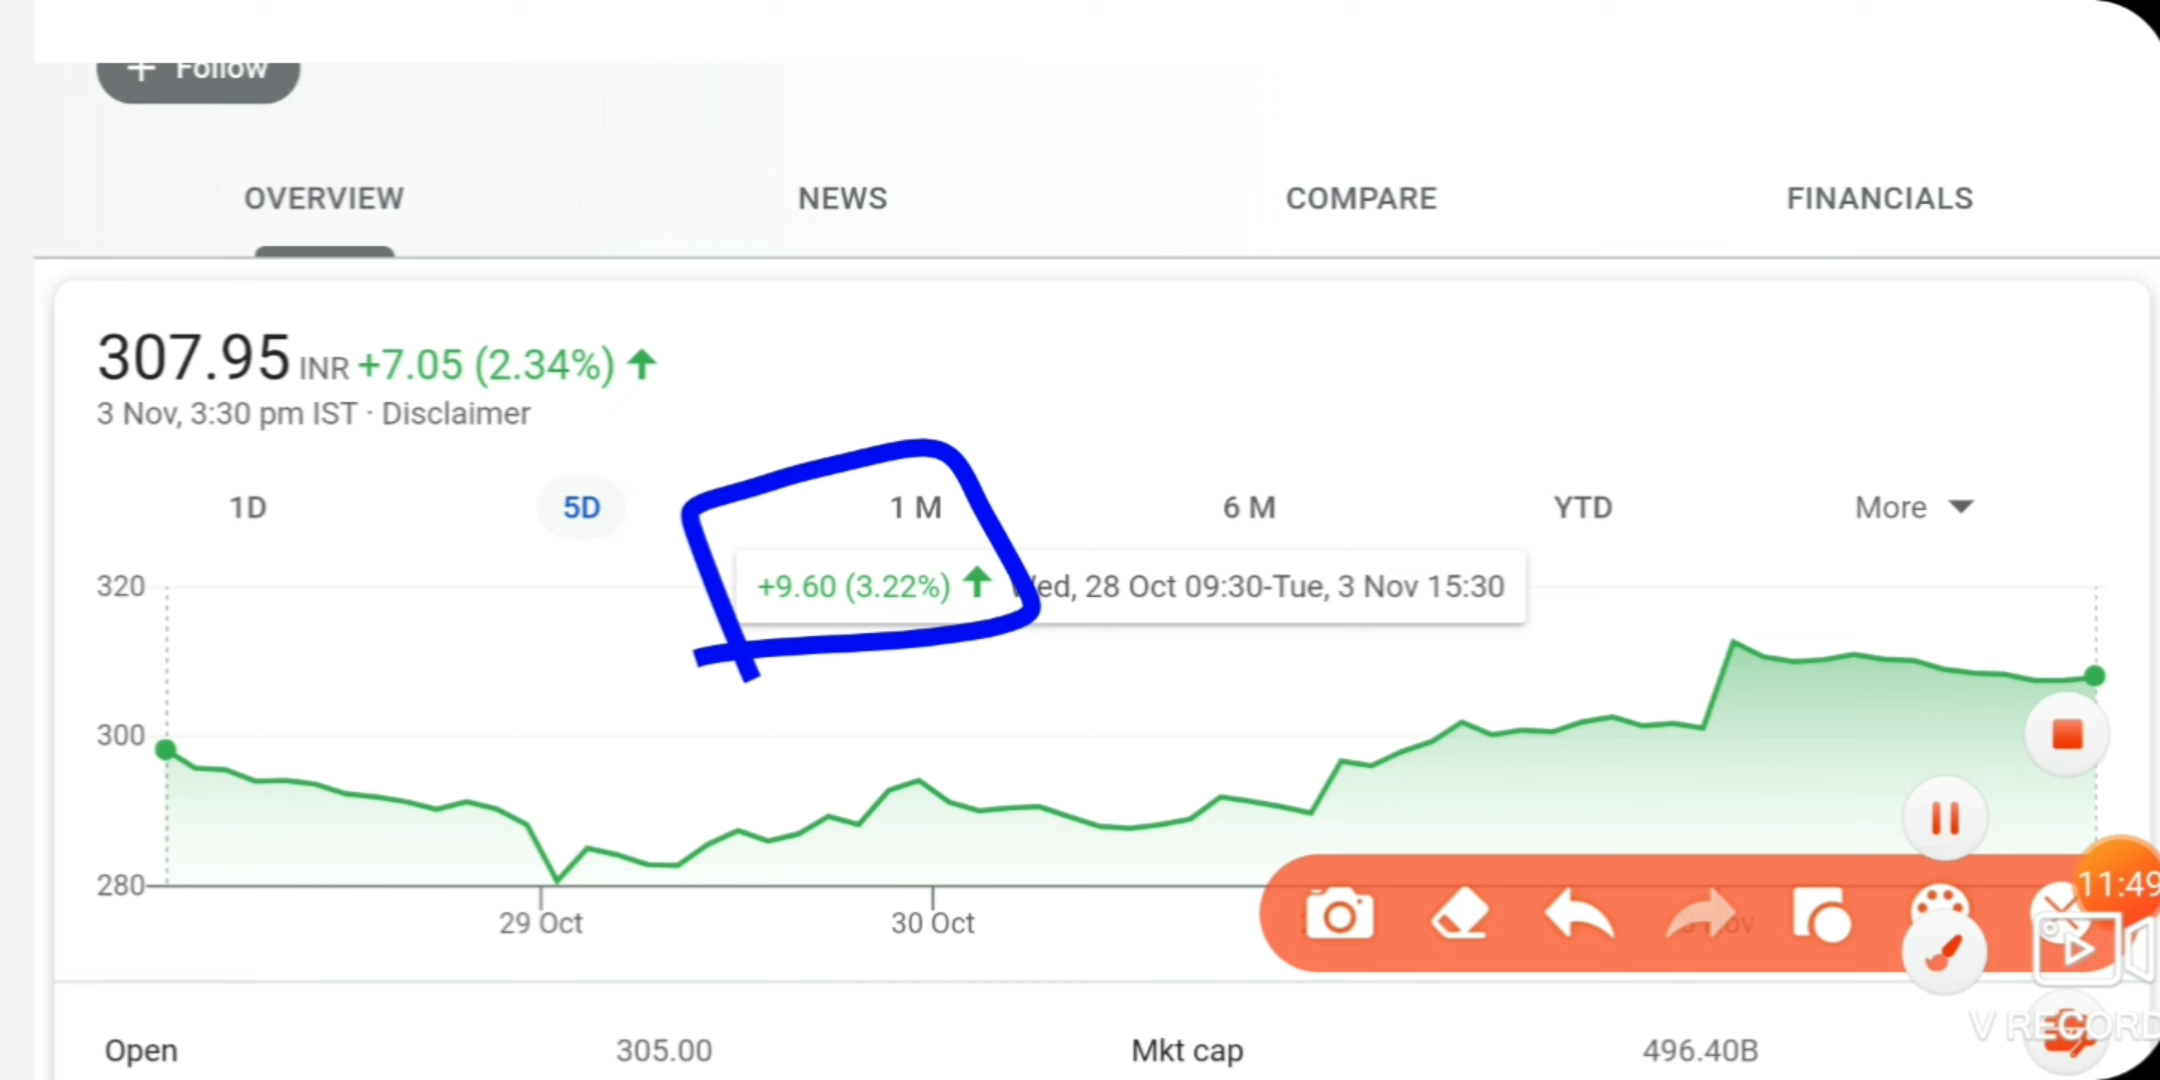 + Follow
OVERVIEW NEWS COMPARE FINANCIALS
307.95 INR +7.05 (2.34%)
3 Nov, 3:30 pm IST · Disclaimer
1D 5D 1 M 6 M YTD More
+9.60 (3.22%) Wed, 28 Oct 09:30-Tue, 3 Nov 15:30
320
300
280
29 Oct 30 Oct
11:49
V RECORD
Open 305.00 Mkt cap 496.40B